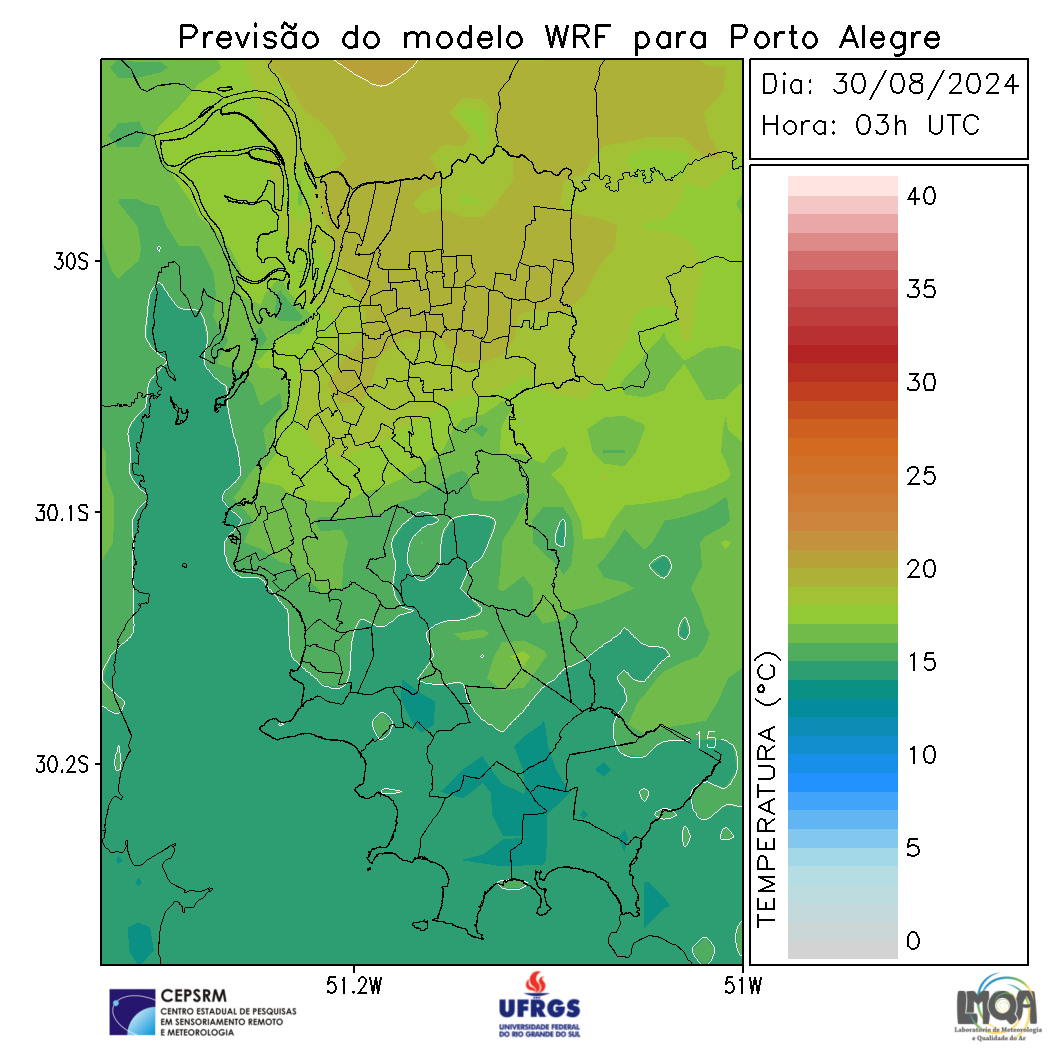 Previsão do modelo WRF para Porto Alegre
Dia: 30/08/2024
Hora: 03h UTC
40
35
30
25
20
15
10
5
0
TEMPERATURA (°C)
30S
30.1S
30.2S
15
51.2W
51W
CEPSRM
CENTRO ESTADUAL DE PESQUISAS
EM SENSORIAMENTO REMOTO
E METEOROLOGIA
UFRGS
UNIVERSIDADE FEDERAL
DO RIO GRANDE DO SUL
LMQA
Laboratório de Meteorologia
e Qualidade do Ar